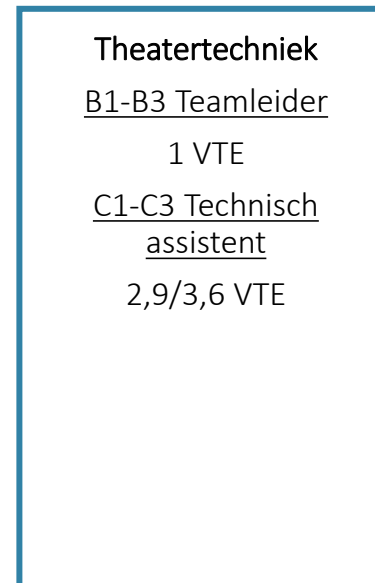 Theatertechniek
B1-B3 Teamleider
1 VTE
C1-C3 Technisch
assistent
2,9/3,6 VTE